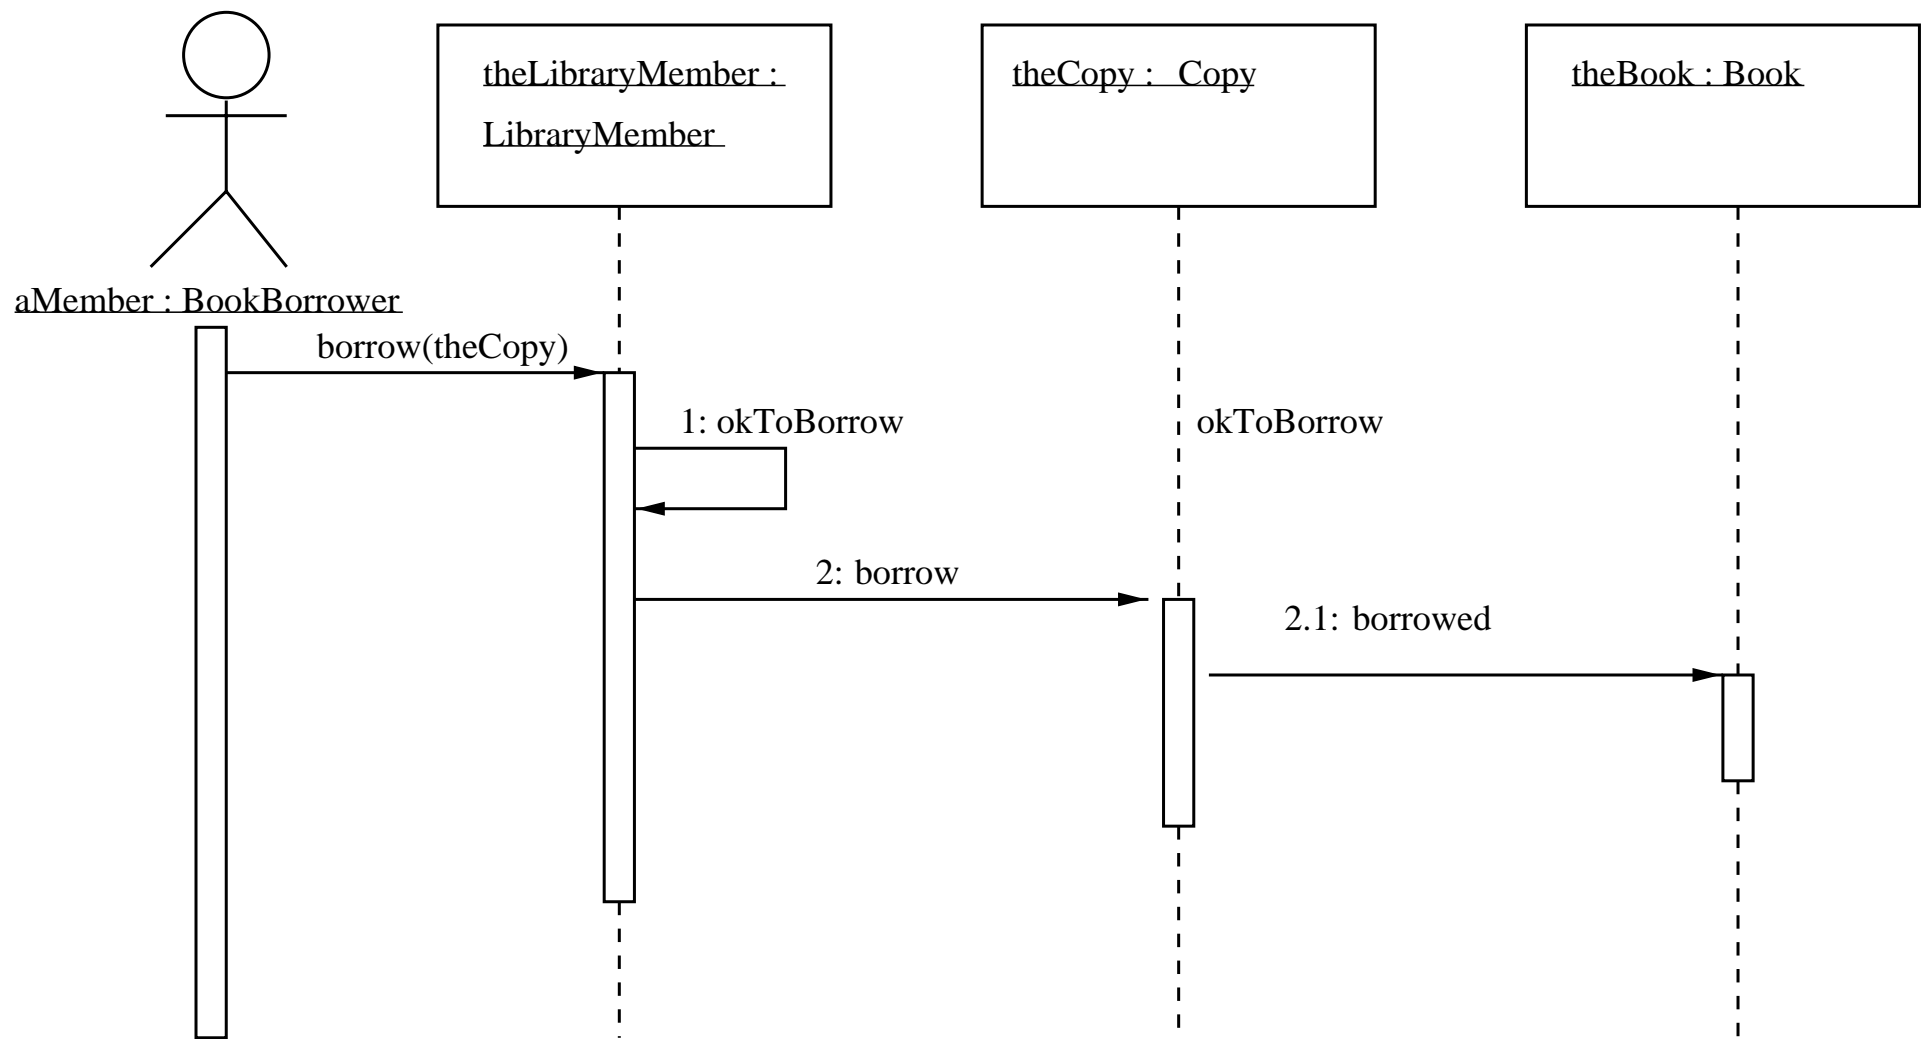 theLibraryMember :
LibraryMember
theCopy : Copy
theBook : Book
aMember : BookBorrower
borrow(theCopy)
1: okToBorrow
okToBorrow
2: borrow
2.1: borrowed